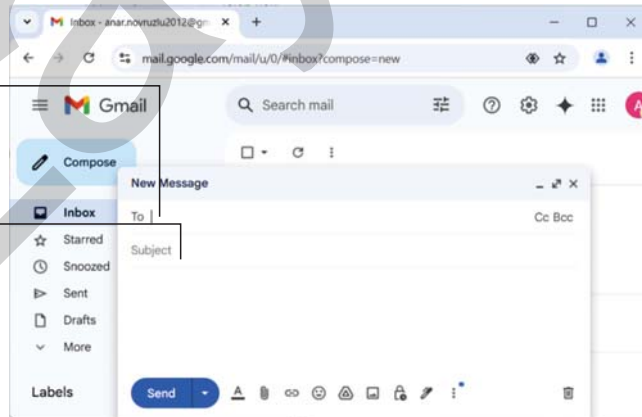 Inbox - anar.novruzlu2012@gm
mail.google.com/mail/u/0/#inbox?compose=new
Gmail
Search mail
A
Compose
New Message
Inbox
To
Cc Bcc
Starred
Subject
Snoozed
Sent
Drafts
More
Labels
Send